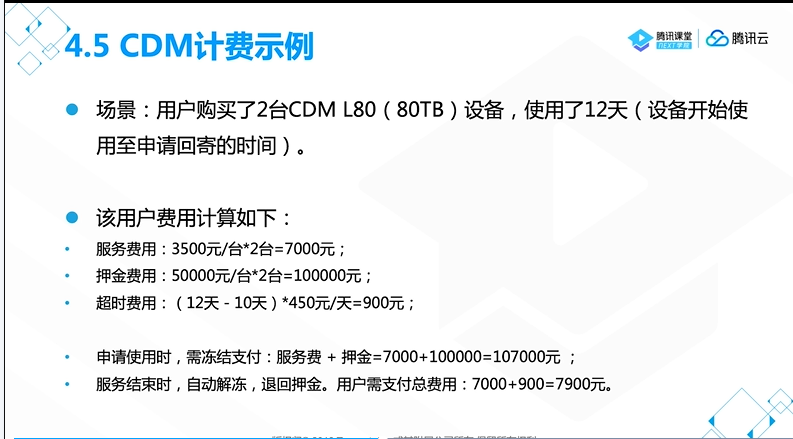 4.5 CDM计费示例
腾讯课堂
NEXT学院
腾讯云
场景：用户购买了2台CDM L80（80TB）设备，使用了12天（设备开始使
用至申请回寄的时间）。
该用户费用计算如下：
服务费用：3500元/台*2台=7000元；
押金费用：50000元/台*2台=100000元；
超时费用：（12天 - 10天）*450元/天=900元；
申请使用时，需冻结支付：服务费 + 押金=7000+100000=107000元 ；
服务结束时，自动解冻，退回押金。用户需支付总费用：7000+900=7900元。